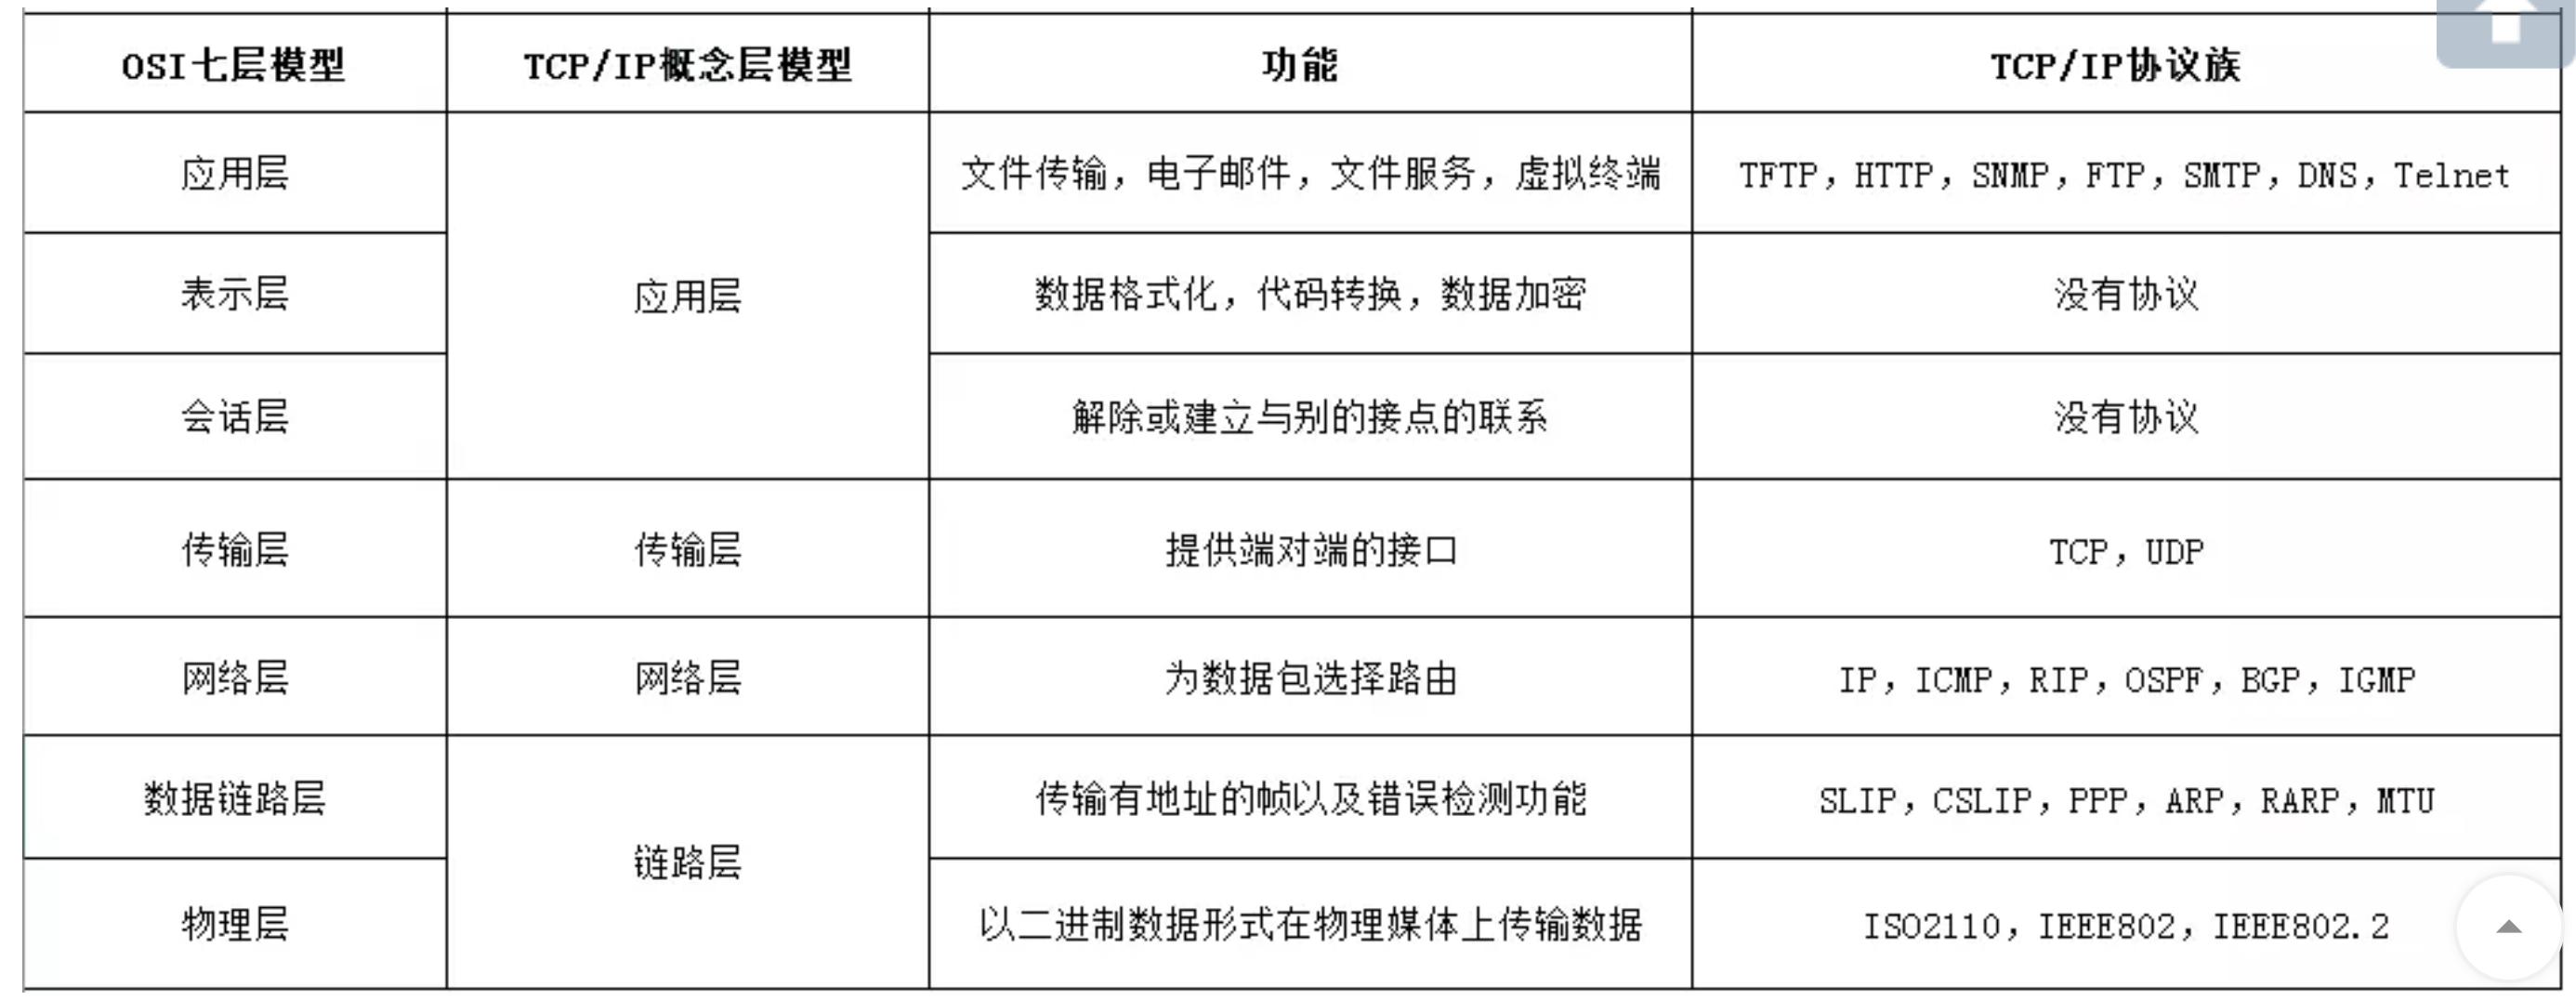 OSI七层模型 TCP/IP概念层模型 功能 TCP/IP协议族
应用层 文件传输，电子邮件，文件服务，虚拟终端 TFTP，HTTP，SNMP，FTP，SMTP，DNS，Telnet
表示层 应用层 数据格式化，代码转换，数据加密 没有协议
会话层 解除或建立与别的接点的联系 没有协议
传输层 传输层 提供端对端的接口 TCP，UDP
网络层 网络层 为数据包选择路由 IP，ICMP，RIP，OSPF，BGP，IGMP
数据链路层 传输有地址的帧以及错误检测功能 SLIP，CSLIP，PPP，ARP，RARP，MTU
链路层
物理层 以二进制数据形式在物理媒体上传输数据 ISO2110，IEEE802，IEEE802.2